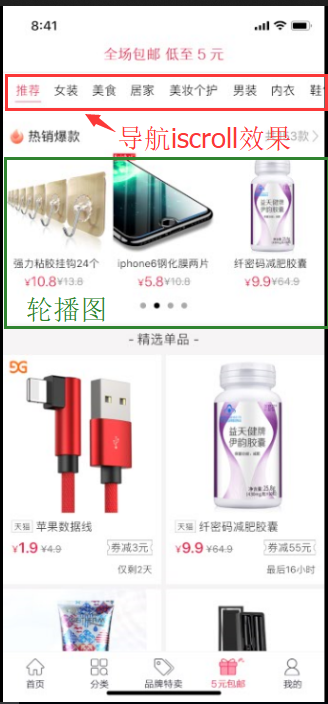 8:41
全场包邮 低至 5 元
推荐 女装 美食 居家 美妆个护 男装 内衣
热销爆款
导航iscroll效果
强力粘胶挂钩24个 iphone6钢化膜两片 纤密码减肥胶囊
¥10.8 ¥13.8 ¥5.8 ¥10.8 ¥9.9 ¥64.9
轮播图
- 精选单品 -
益天健牌
伊韵胶囊
天猫 苹果数据线
¥1.9 ¥4.9 券减3元
仅剩2天
天猫 纤密码减肥胶囊
¥9.9 ¥64.9 券减55元
最后16小时
首页 分类 品牌特卖 5元包邮 我的